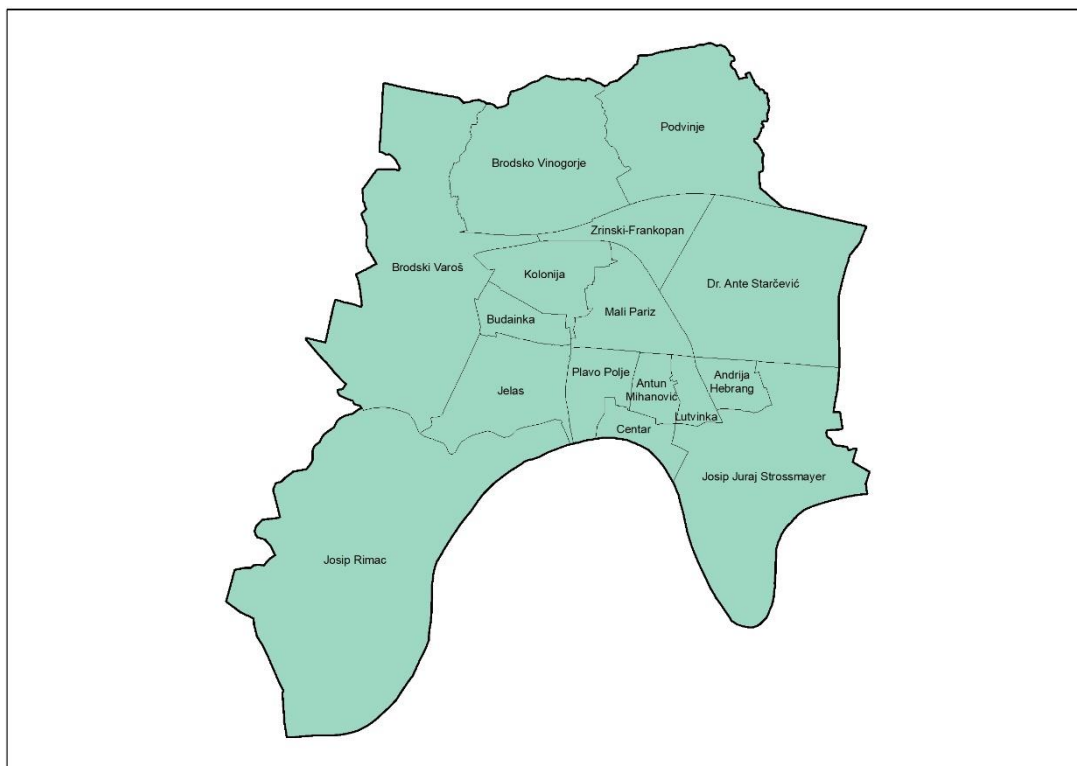 Podvinje
Brodsko Vinogorje
Zrinski-Frankopan
Brodski Varoš
Kolonija
Dr. Ante Starčević
Mali Pariz
Budainka
Plavo Polje
Andrija
Hebrang
Antun
Mihanović
Jelas
Lutvinka
Centar
Josip Juraj Strossmayer
Josip Rimac